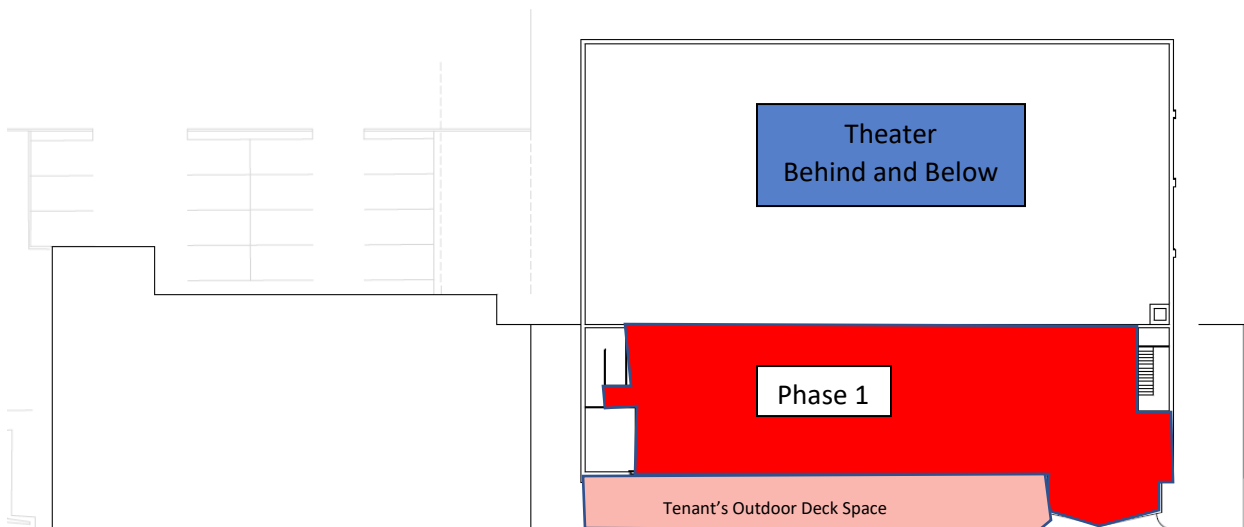 Theater
Behind and Below
Phase 1
Tenant’s Outdoor Deck Space